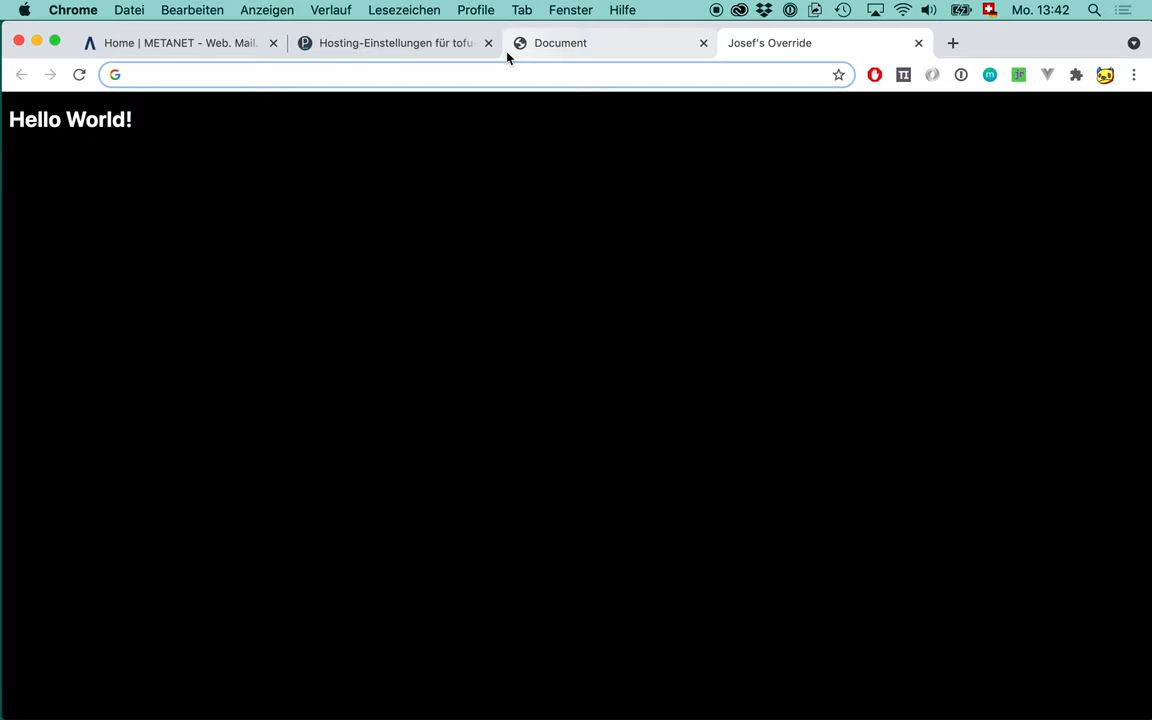 Chrome Datei Bearbeiten Anzeigen Verlauf Lesezeichen Profile Tab Fenster Hilfe Mo. 13:42
Home | METANET - Web. Mail. Hosting-Einstellungen für tofu- Document Josef's Override
Hello World!